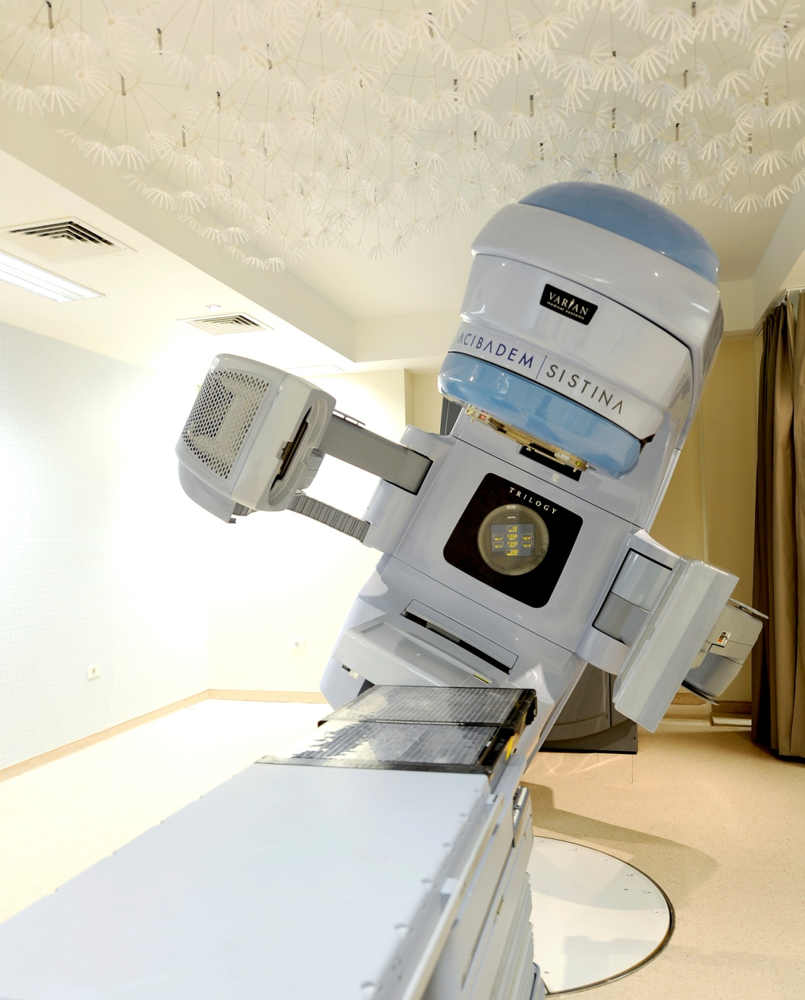 VARIAN
medical systems
ACIBADEM | SISTINA
TRILOGY